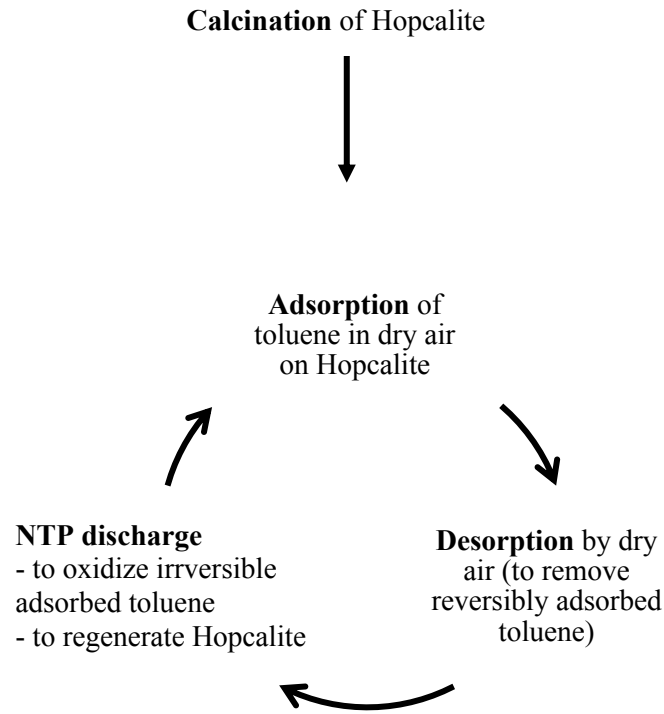 Calcination of Hopcalite
Adsorption of
toluene in dry air
on Hopcalite
NTP discharge
- to oxidize irrversible
adsorbed toluene
- to regenerate Hopcalite
Desorption by dry
air (to remove
reversibly adsorbed
toluene)